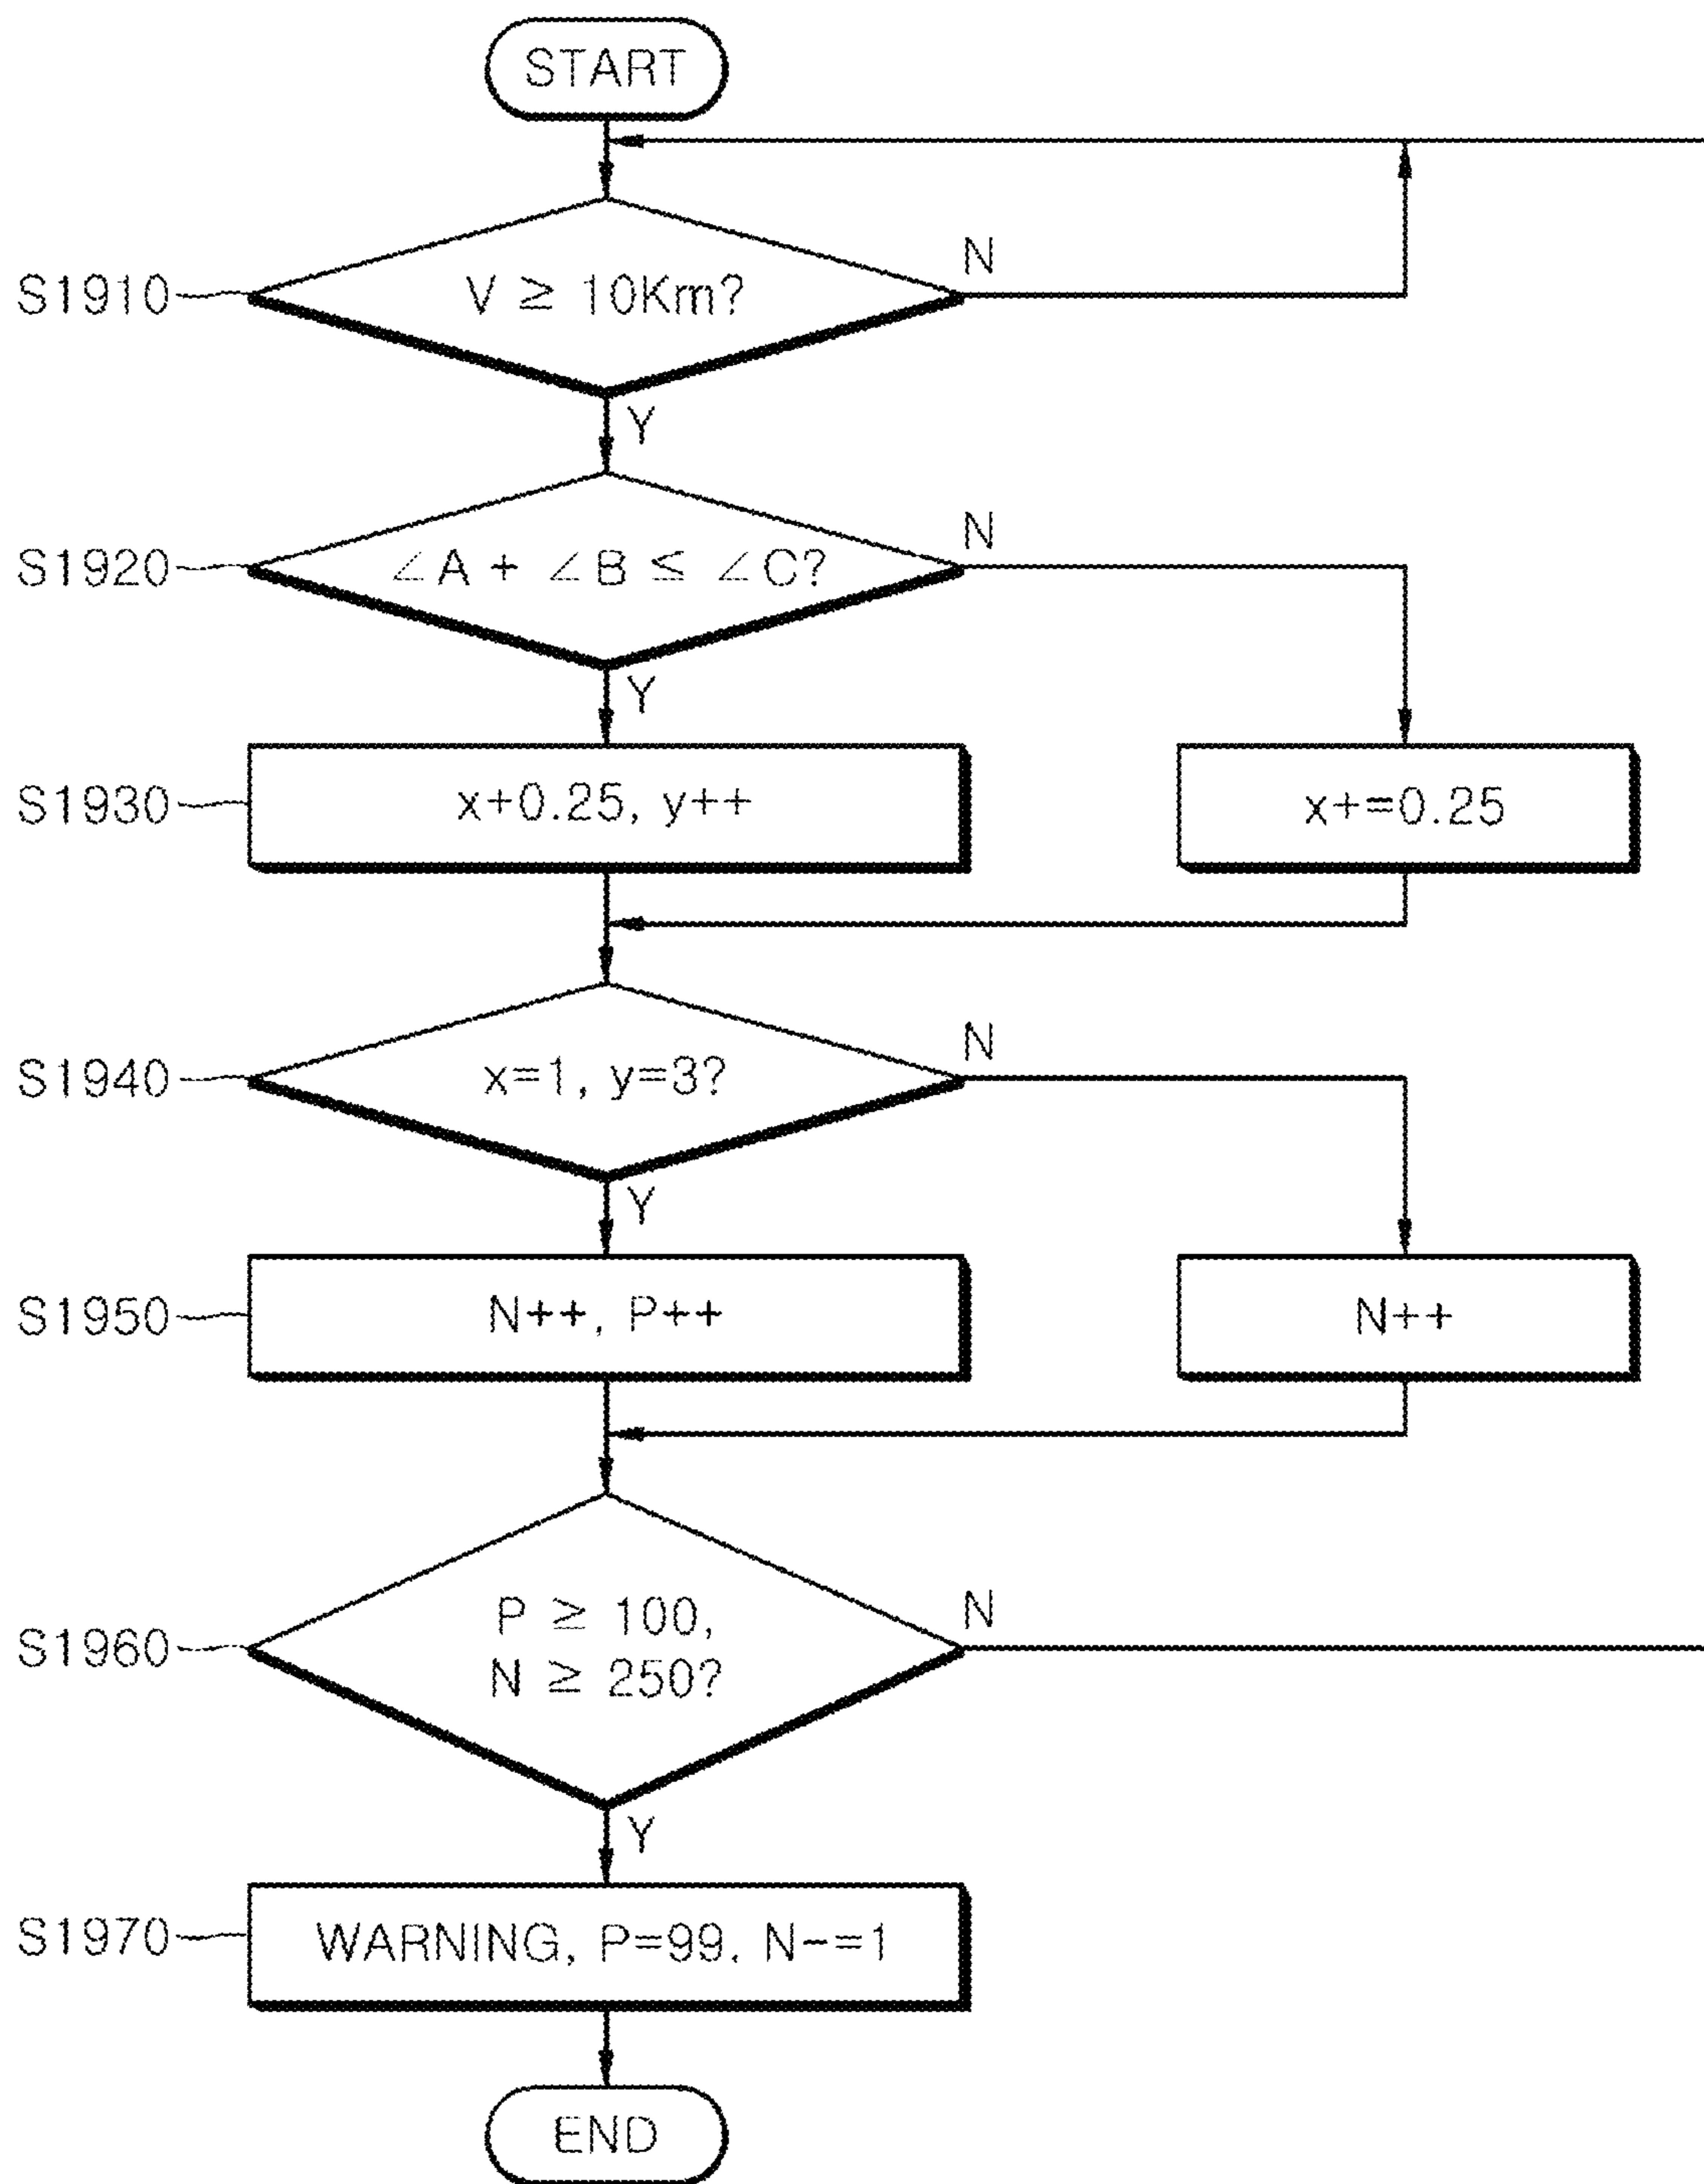 START
S1910
V ≥ 10Km?
N
Y
S1920
∠A + ∠B ≤ ∠C?
N
Y
S1930
x+0.25, y++
x+=0.25
S1940
x=1, y=3?
N
Y
S1950
N++, P++
N++
S1960
P ≥ 100,
N ≥ 250?
N
Y
S1970
WARNING, P=99, N-=1
END